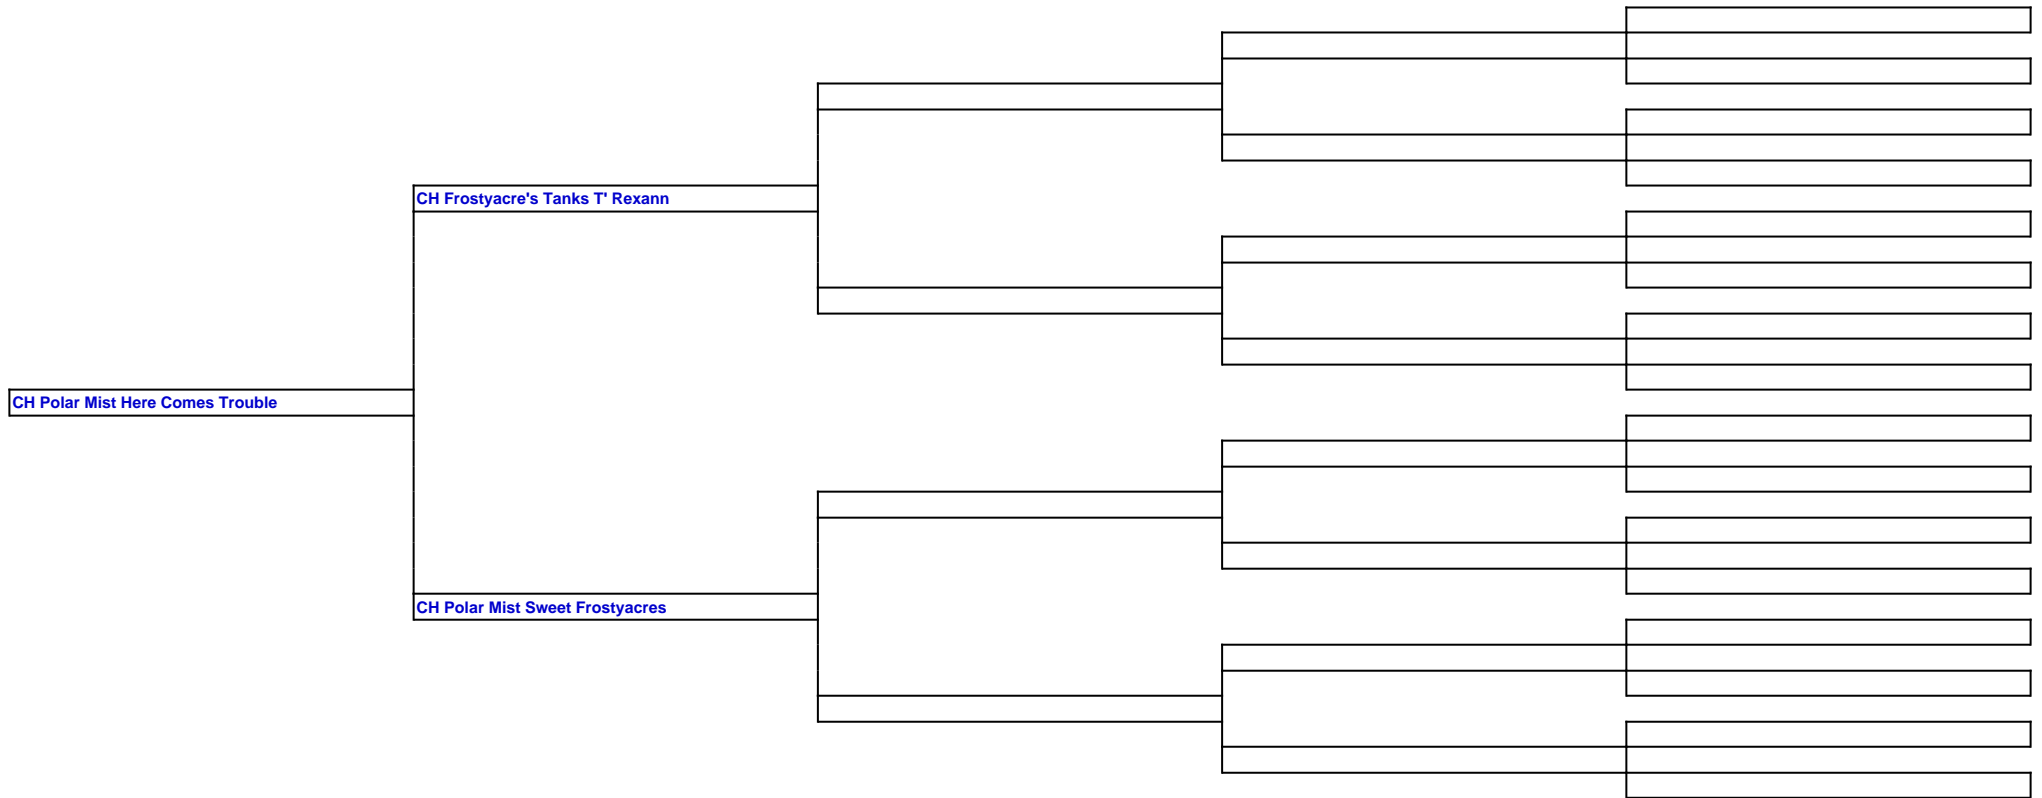 CH Frostyacre's Tanks T' Rexann
CH Polar Mist Here Comes Trouble
CH Polar Mist Sweet Frostyacres